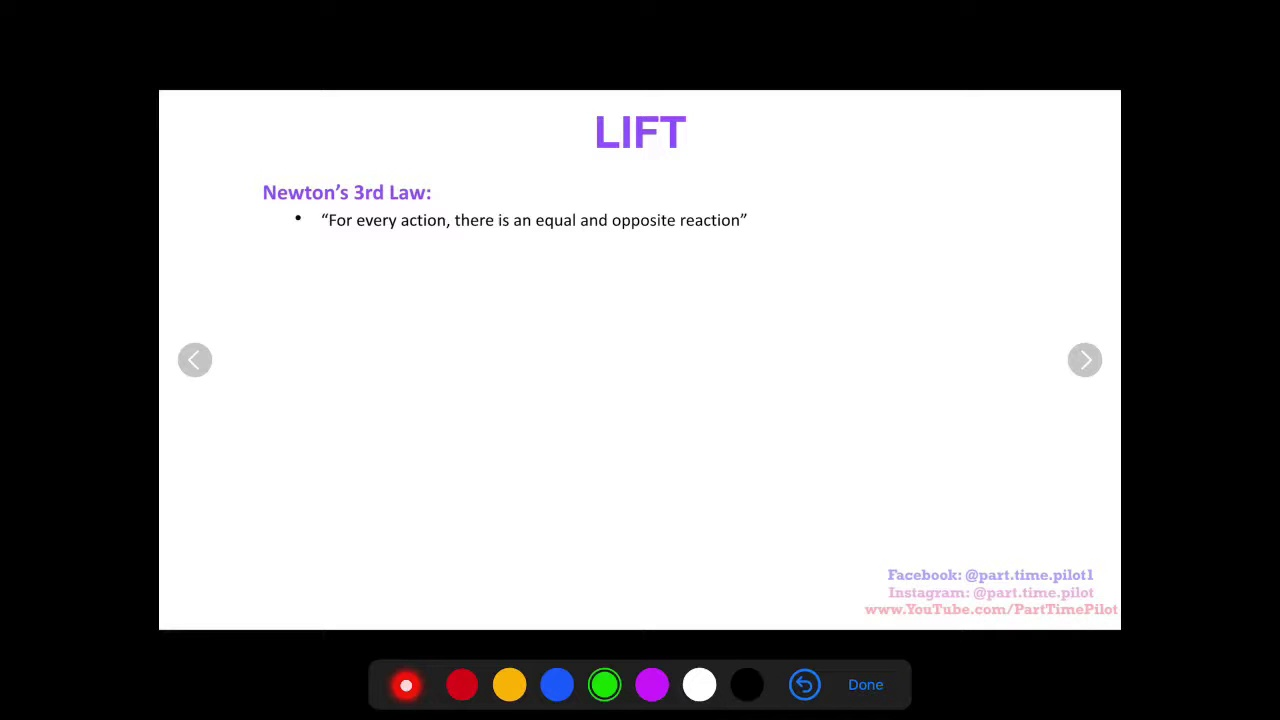 LIFT
Newton’s 3rd Law:
• “For every action, there is an equal and opposite reaction”
Facebook: @part.time.pilot1
Instagram: @part.time.pilot
www.YouTube.com/PartTimePilot
Done